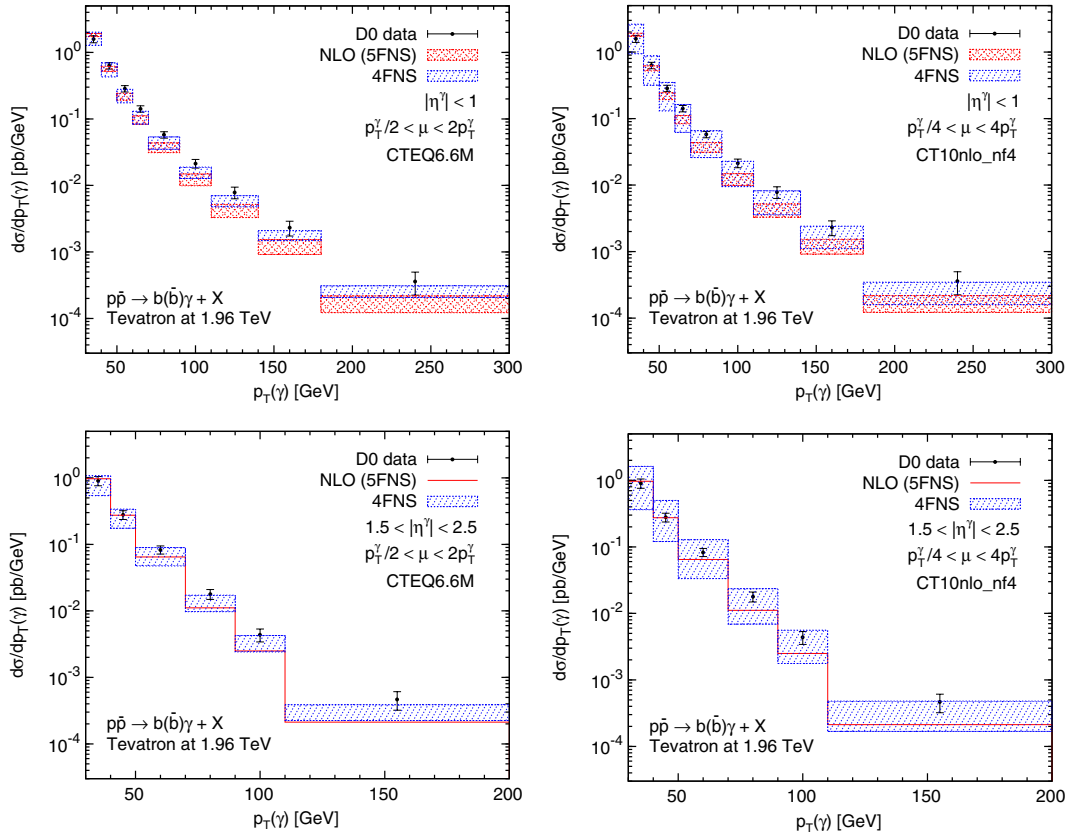 D0 data
NLO (5FNS)
4FNS
|η^γ| < 1
p_T^γ/2 < μ < 2p_T^γ
CTEQ6.6M
dσ/dp_T(γ) [pb/GeV]
10^0
10^-1
10^-2
10^-3
10^-4
pp̄ → b(b̄)γ + X
Tevatron at 1.96 TeV
50 100 150 200 250 300
p_T(γ) [GeV]
D0 data
NLO (5FNS)
4FNS
|η^γ| < 1
p_T^γ/4 < μ < 4p_T^γ
CT10nlo_nf4
dσ/dp_T(γ) [pb/GeV]
10^0
10^-1
10^-2
10^-3
10^-4
pp̄ → b(b̄)γ + X
Tevatron at 1.96 TeV
50 100 150 200 250 300
p_T(γ) [GeV]
D0 data
NLO (5FNS)
4FNS
1.5 < |η^γ| < 2.5
p_T^γ/2 < μ < 2p_T^γ
CTEQ6.6M
dσ/dp_T(γ) [pb/GeV]
10^0
10^-1
10^-2
10^-3
10^-4
pp̄ → b(b̄)γ + X
Tevatron at 1.96 TeV
50 100 150 200
p_T(γ) [GeV]
D0 data
NLO (5FNS)
4FNS
1.5 < |η^γ| < 2.5
p_T^γ/4 < μ < 4p_T^γ
CT10nlo_nf4
dσ/dp_T(γ) [pb/GeV]
10^0
10^-1
10^-2
10^-3
10^-4
pp̄ → b(b̄)γ + X
Tevatron at 1.96 TeV
50 100 150 200
p_T(γ) [GeV]